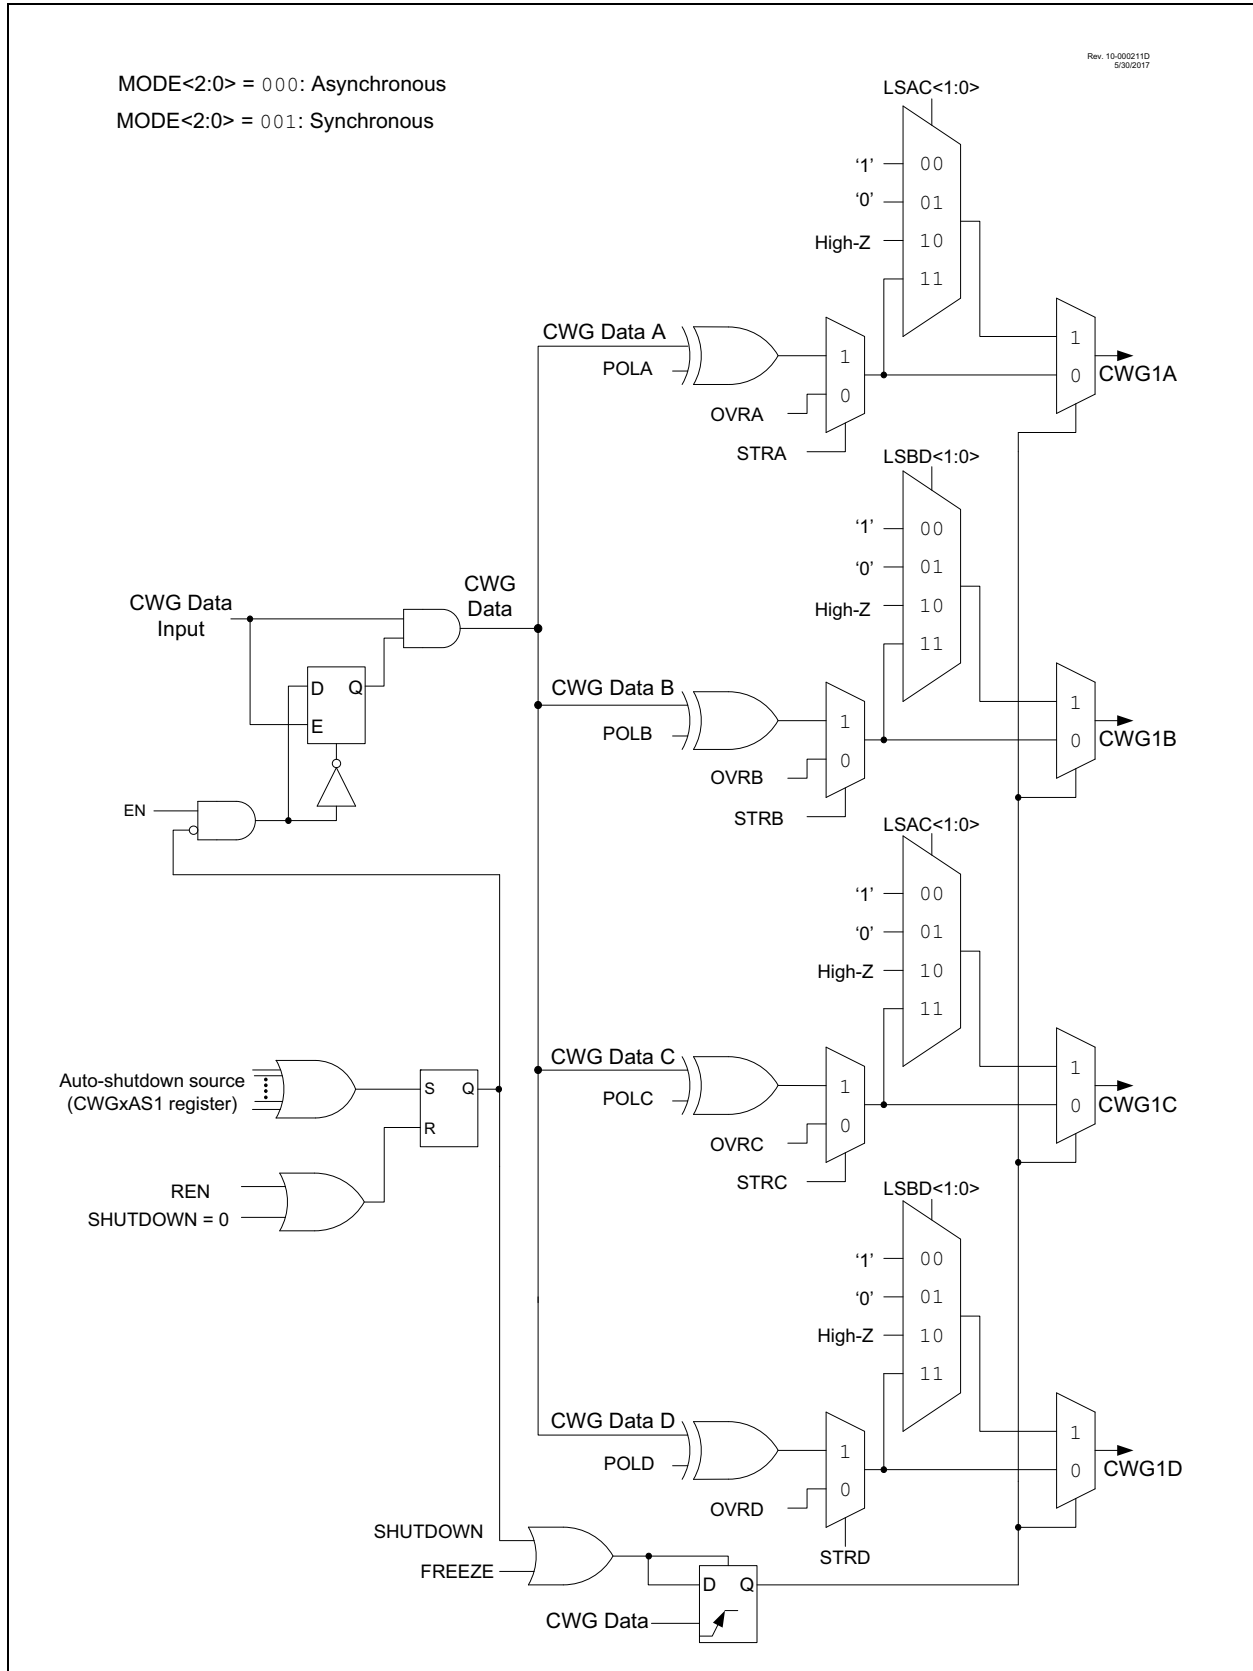 Rev. 10-000211D
5/30/2017
MODE<2:0> = 000: Asynchronous
MODE<2:0> = 001: Synchronous
LSAC<1:0>
‘1’ 00
‘0’ 01
High-Z 10
11
CWG Data A
POLA
1
0
OVRA
STRA
1
0
CWG1A
LSBD<1:0>
‘1’ 00
‘0’ 01
High-Z 10
11
CWG Data B
POLB
1
0
OVRB
STRB
1
0
CWG1B
CWG Data
Input
CWG
Data
D Q
E
EN
LSAC<1:0>
‘1’ 00
‘0’ 01
High-Z 10
11
CWG Data C
POLC
1
0
OVRC
STRC
1
0
CWG1C
Auto-shutdown source
(CWGxAS1 register)
S Q
R
REN
SHUTDOWN = 0
LSBD<1:0>
‘1’ 00
‘0’ 01
High-Z 10
11
CWG Data D
POLD
1
0
OVRD
STRD
1
0
CWG1D
SHUTDOWN
FREEZE
D Q
CWG Data